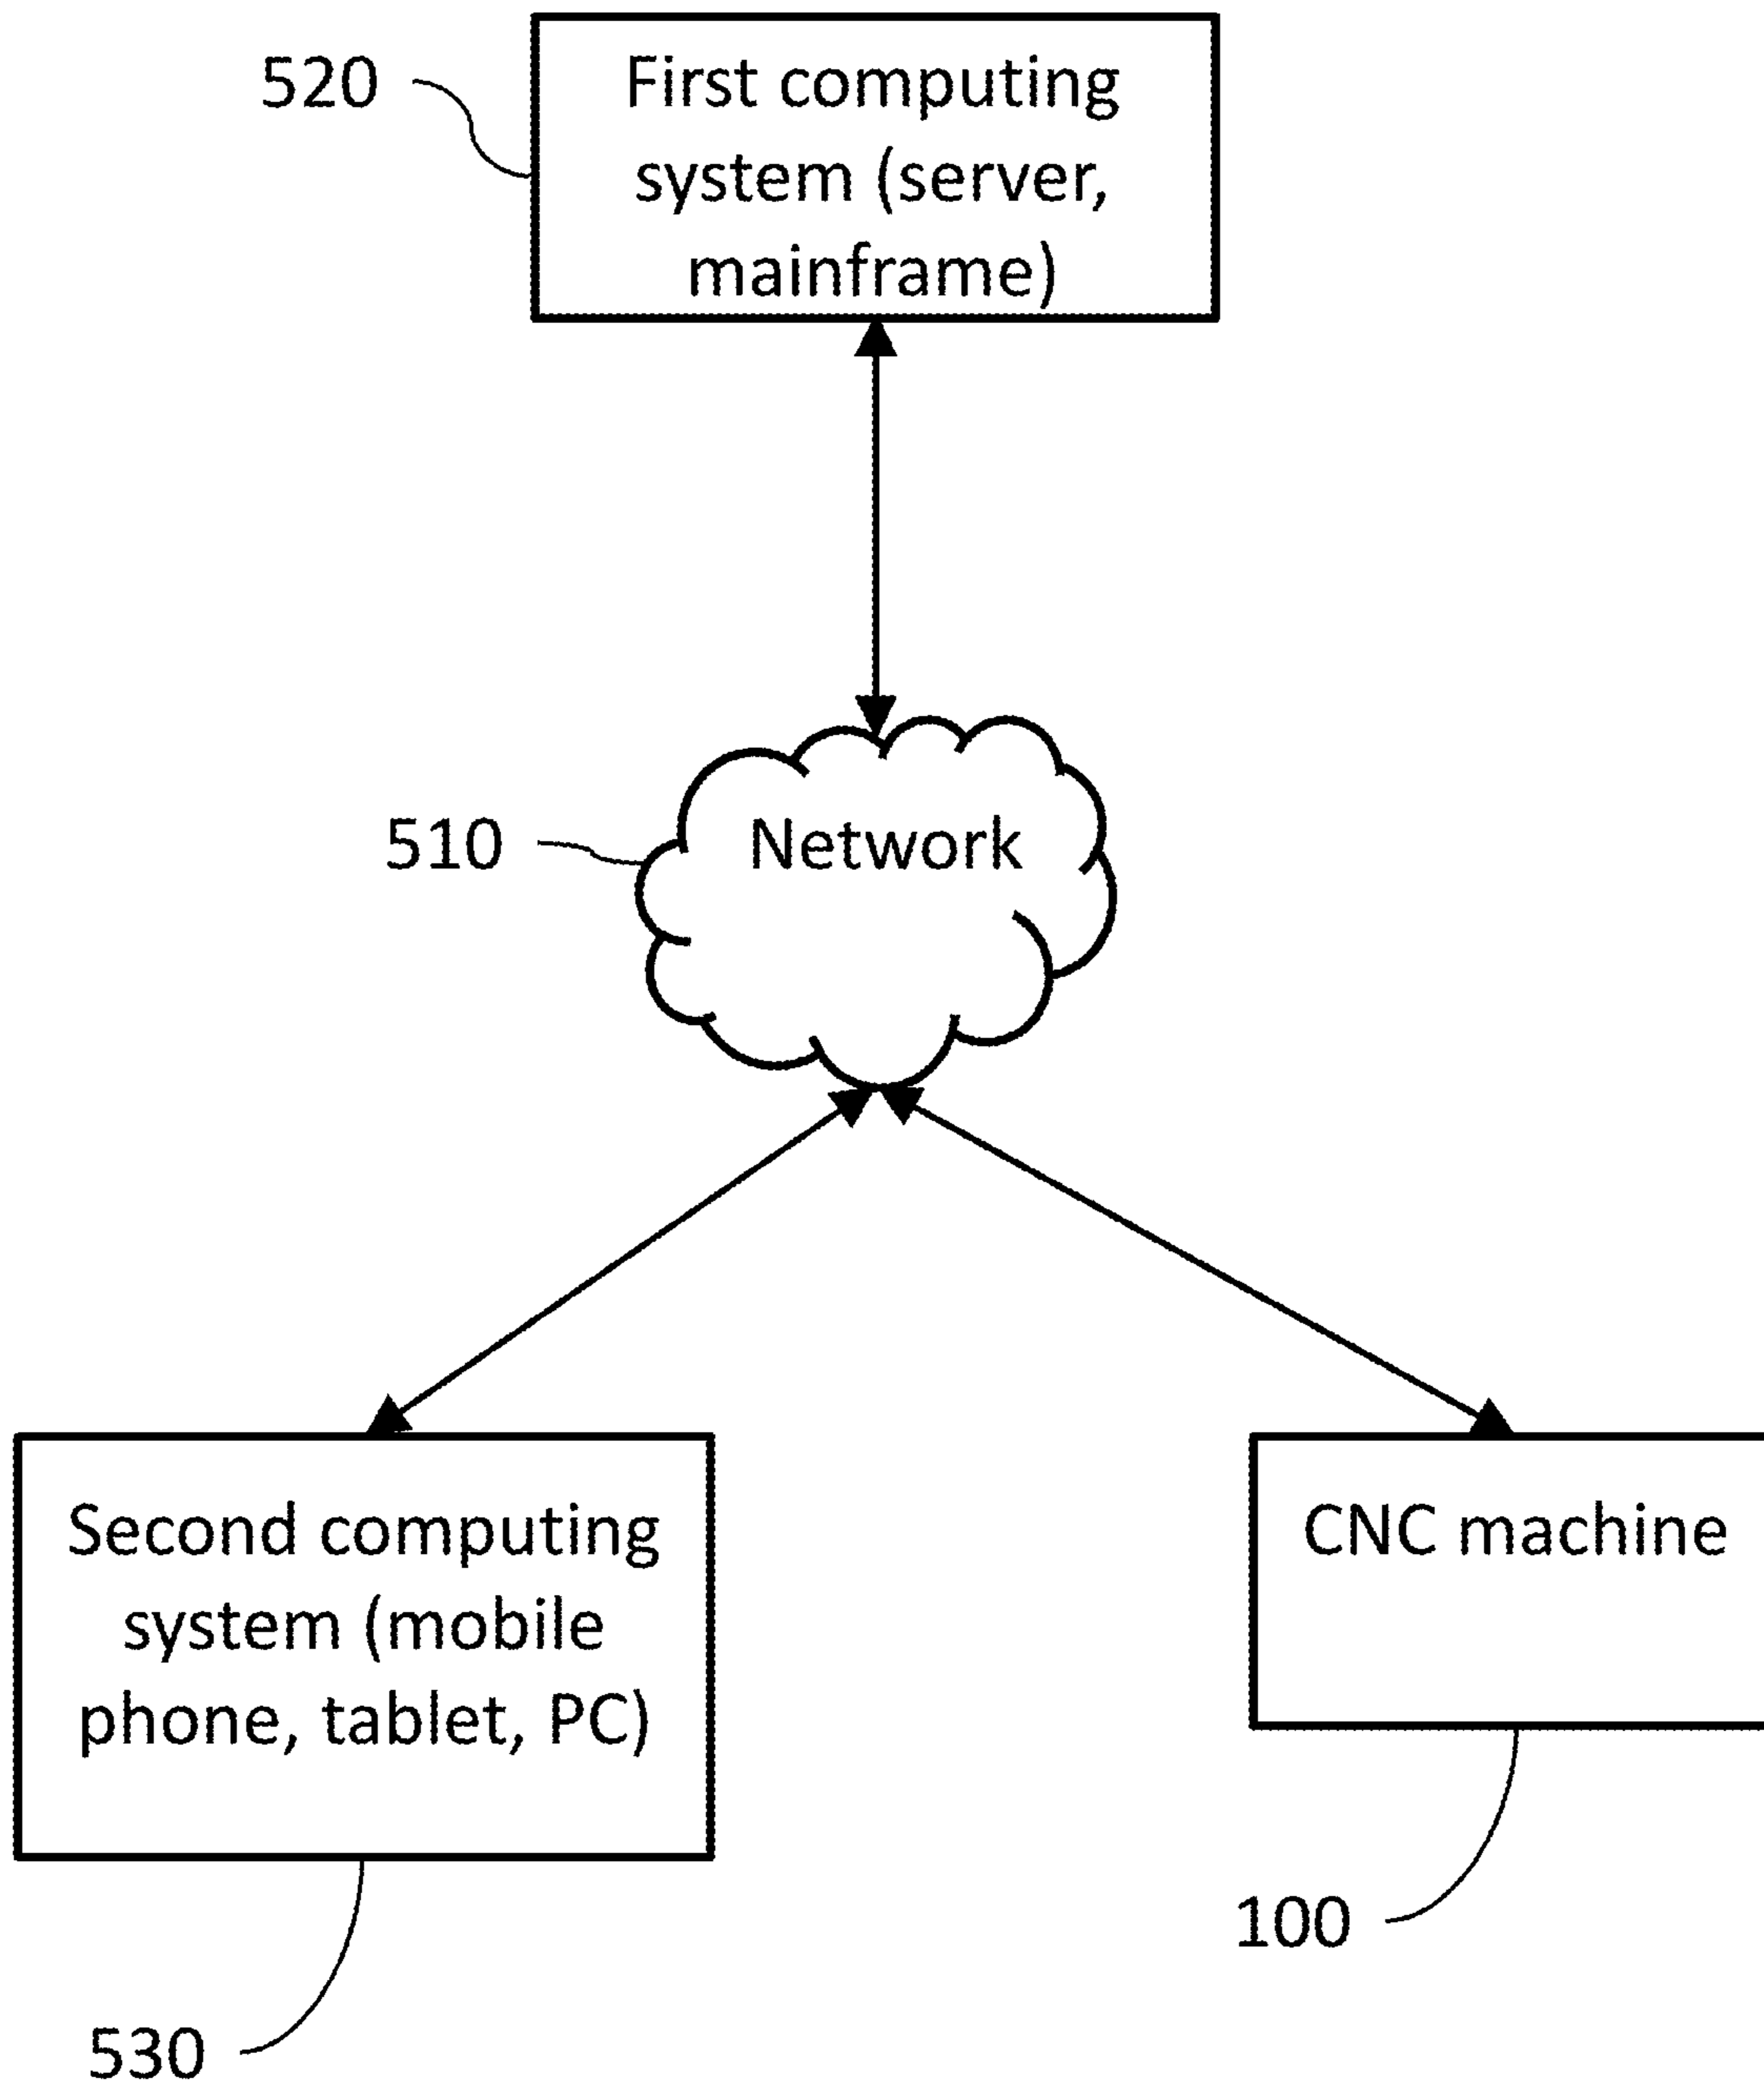 520
First computing
system (server,
mainframe)
510
Network
Second computing
system (mobile
phone, tablet, PC)
CNC machine
100
530